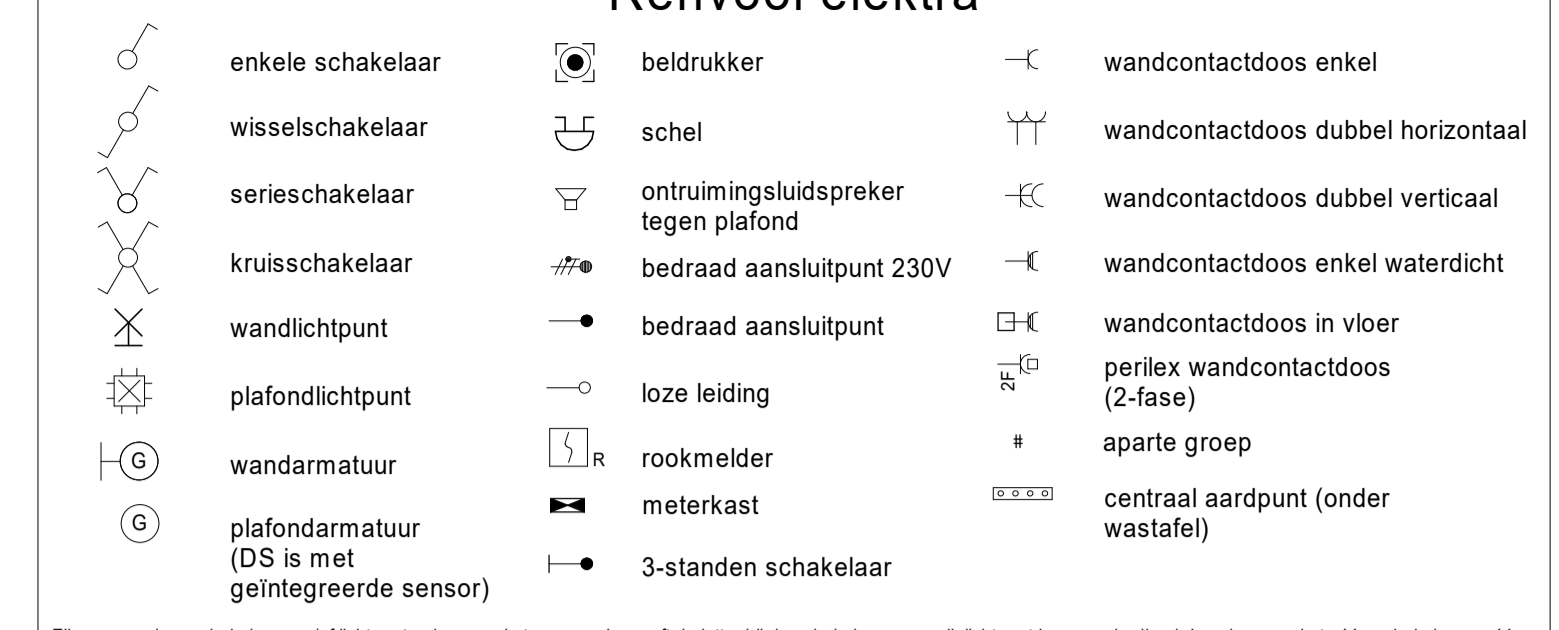 Renvooi elektra
enkele schakelaar
wisselschakelaar
serieschakelaar
kruisschakelaar
wandlichtpunt
plafondlichtpunt
G
wandarmatuur
G
plafondarmatuur
(DS is met
geïntegreerde sensor)
beldrukker
schel
ontruimingsluidspreker
tegen plafond
bedraad aansluitpunt 230V
bedraad aansluitpunt
loze leiding
R
rookmelder
meterkast
3-standen schakelaar
wandcontactdoos enkel
wandcontactdoos dubbel horizontaal
wandcontactdoos dubbel verticaal
wandcontactdoos enkel waterdicht
wandcontactdoos in vloer
2F
perilex wandcontactdoos
(2-fase)
#
aparte groep
centraal aardpunt (onder
wastafel)